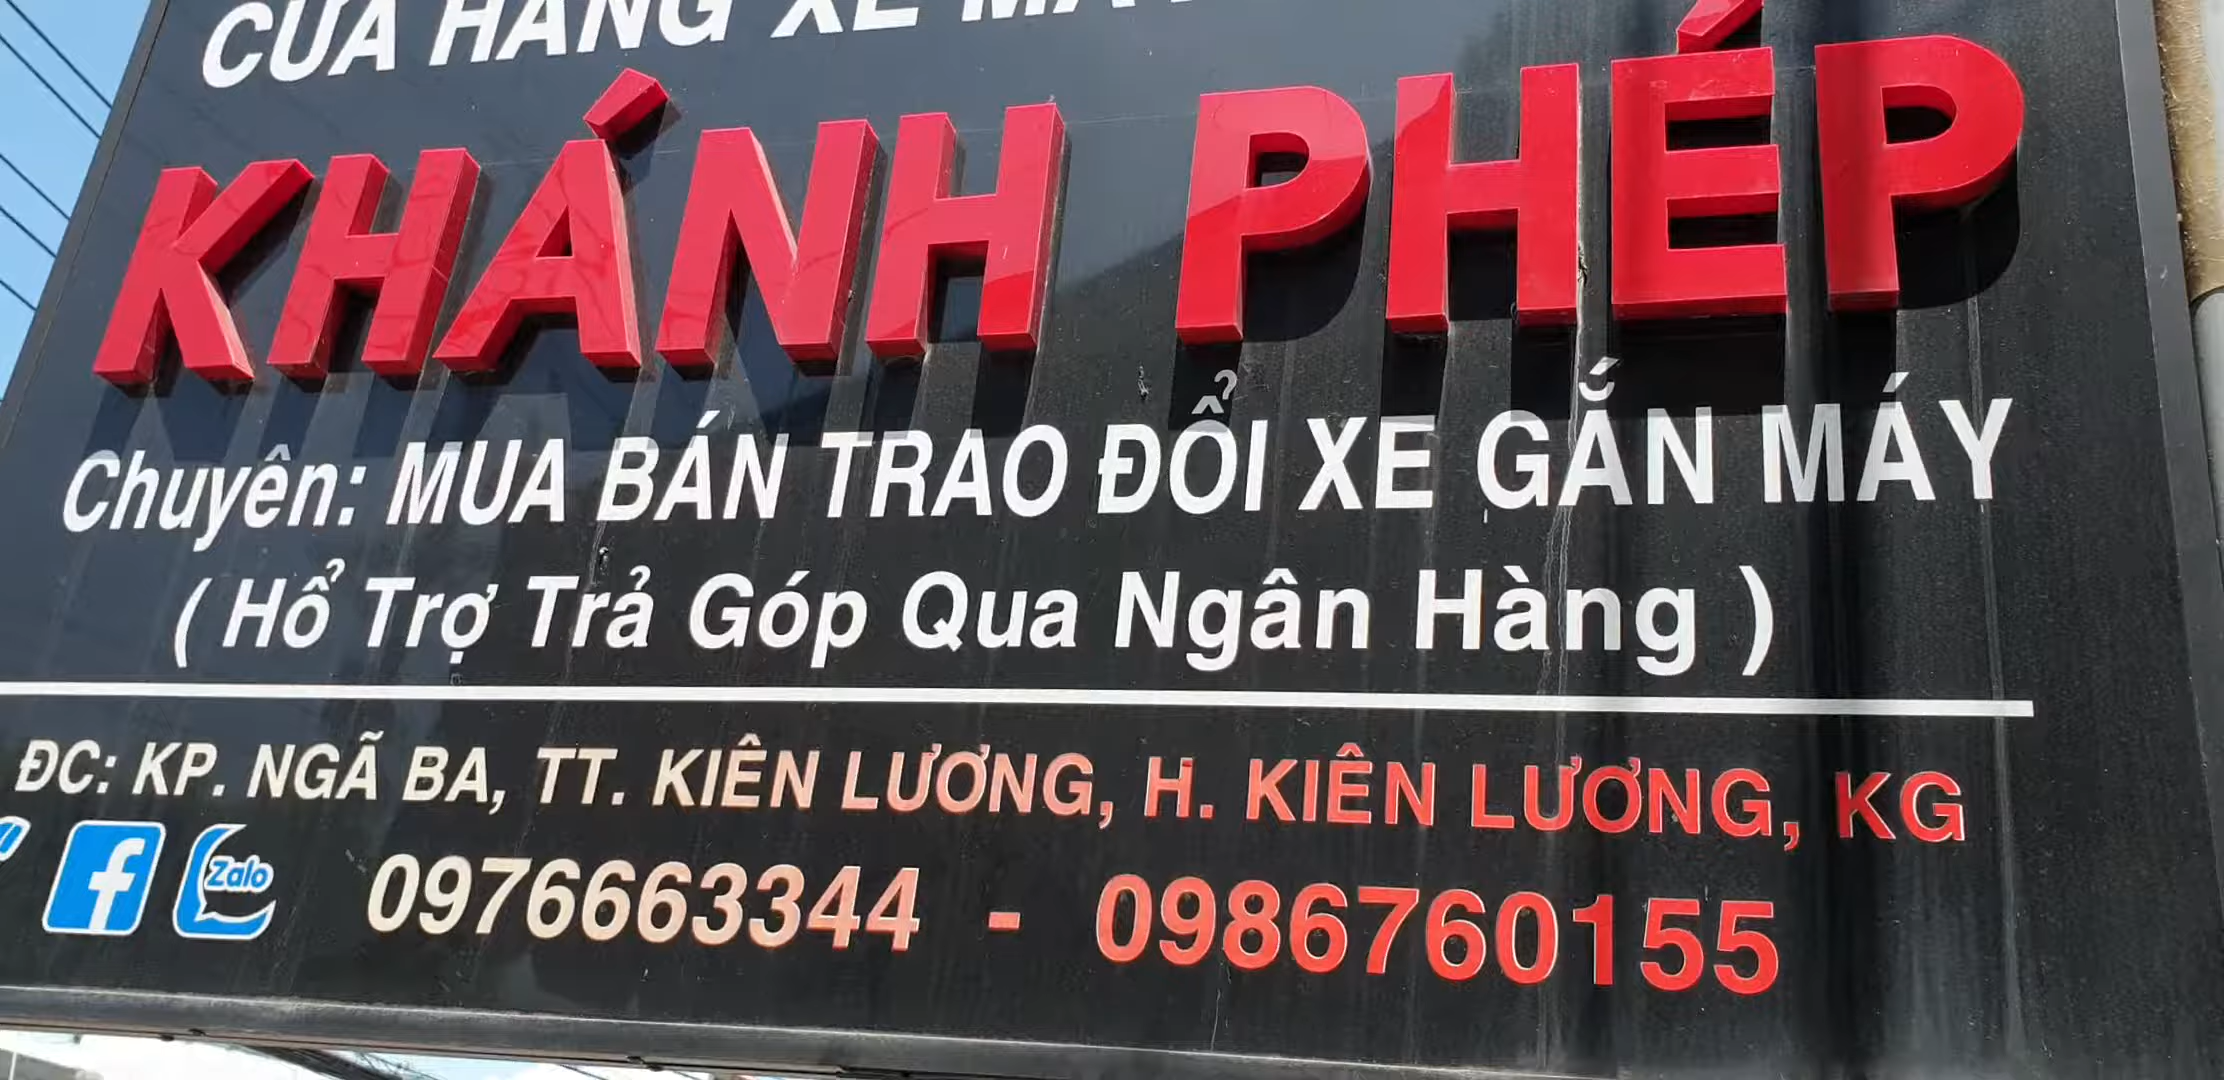 CỬA HÀNG XE MÁY
KHÁNH PHÉP
Chuyên: MUA BÁN TRAO ĐỔI XE GẮN MÁY
( Hổ Trợ Trả Góp Qua Ngân Hàng )
ĐC: KP. NGÃ BA, TT. KIÊN LƯƠNG, H. KIÊN LƯƠNG, KG
f Zalo 0976663344 - 0986760155